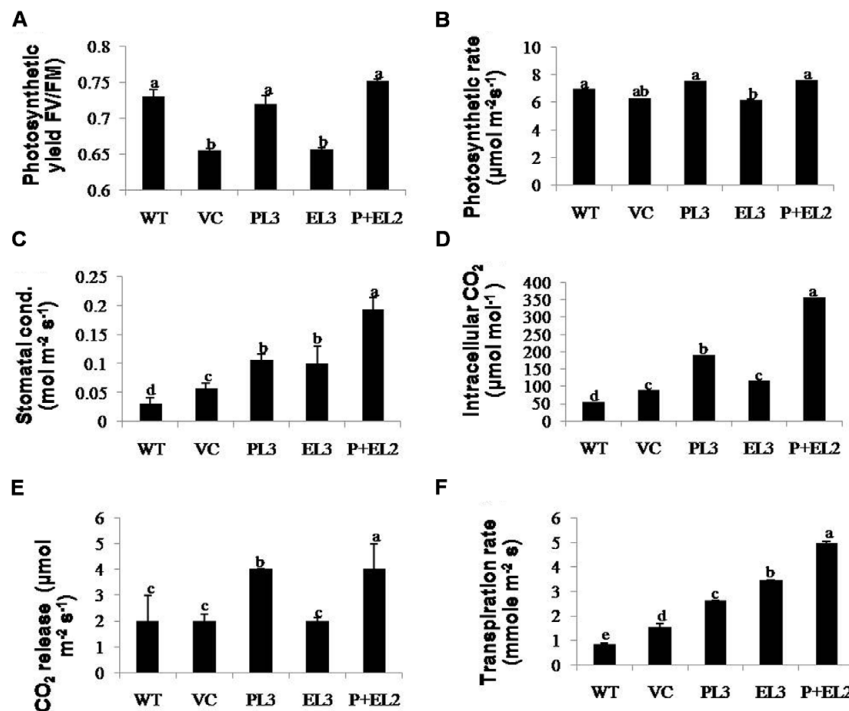 A
Photosynthetic
yield FV/FM)
0.8
0.75
0.7
0.65
0.6
a
b
a
b
a
WT
VC
PL3
EL3
P+EL2
B
Photosynthetic rate
(μmol m-2s-1)
10
8
6
4
2
0
a
ab
a
b
a
WT
VC
PL3
EL3
P+EL2
C
Stomatal cond.
(mol m-2 s-1)
0.25
0.2
0.15
0.1
0.05
0
d
c
b
b
a
WT
VC
PL3
EL3
P+EL2
D
Intracellular CO2
(μmol mol-1)
400
350
300
250
200
150
100
50
0
d
c
b
c
a
WT
VC
PL3
EL3
P+EL2
E
CO2 release (μmol
m-2 s-1)
6
5
4
3
2
1
0
c
c
b
c
a
WT
VC
PL3
EL3
P+EL2
F
Transpiration rate
(mmole m-2 s)
6
5
4
3
2
1
0
e
d
c
b
a
WT
VC
PL3
EL3
P+EL2